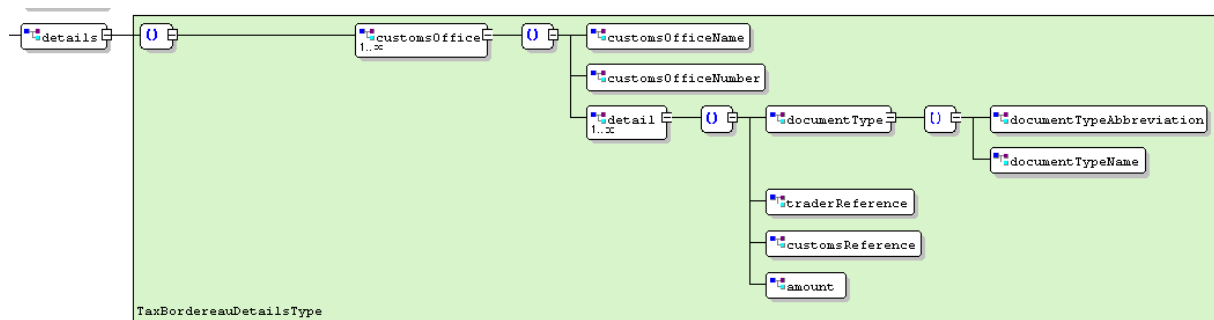 details
()
customsOffice
1..x
()
customsOfficeName
customsOfficeNumber
detail
1..x
()
documentType
()
documentTypeAbbreviation
documentTypeName
traderReference
customsReference
amount
TaxBordereauDetailsType